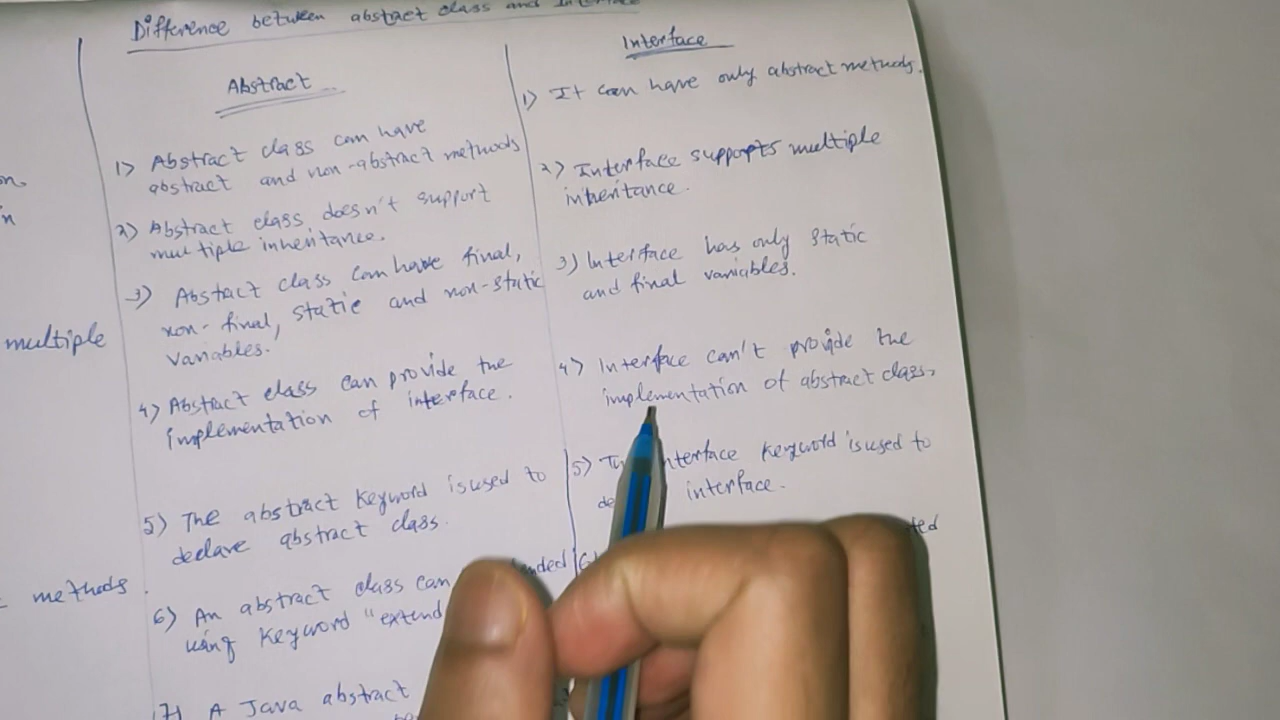 Difference between abstract class and Interface
on.
in
multiple
methods.
Abstract
1) Abstract class can have
abstract and non-abstract methods
2) Abstract class doesn't support
multiple inheritance.
3) Abstact class can have final,
non-final, static and non-static
variables.
4) Abstract class can provide the
implementation of interface.
5) The abstract keyword is used to
declare abstract class.
6) An abstract class can
using keyword "extend
7) A Java abstract
Interface
1) It can have only abstract methods.
2) Interface supports multiple
inheritance.
3) Interface has only static
and final variables.
4) Interface can't provide the
implementation of abstract class.
5) interface keyword is used to
interface.